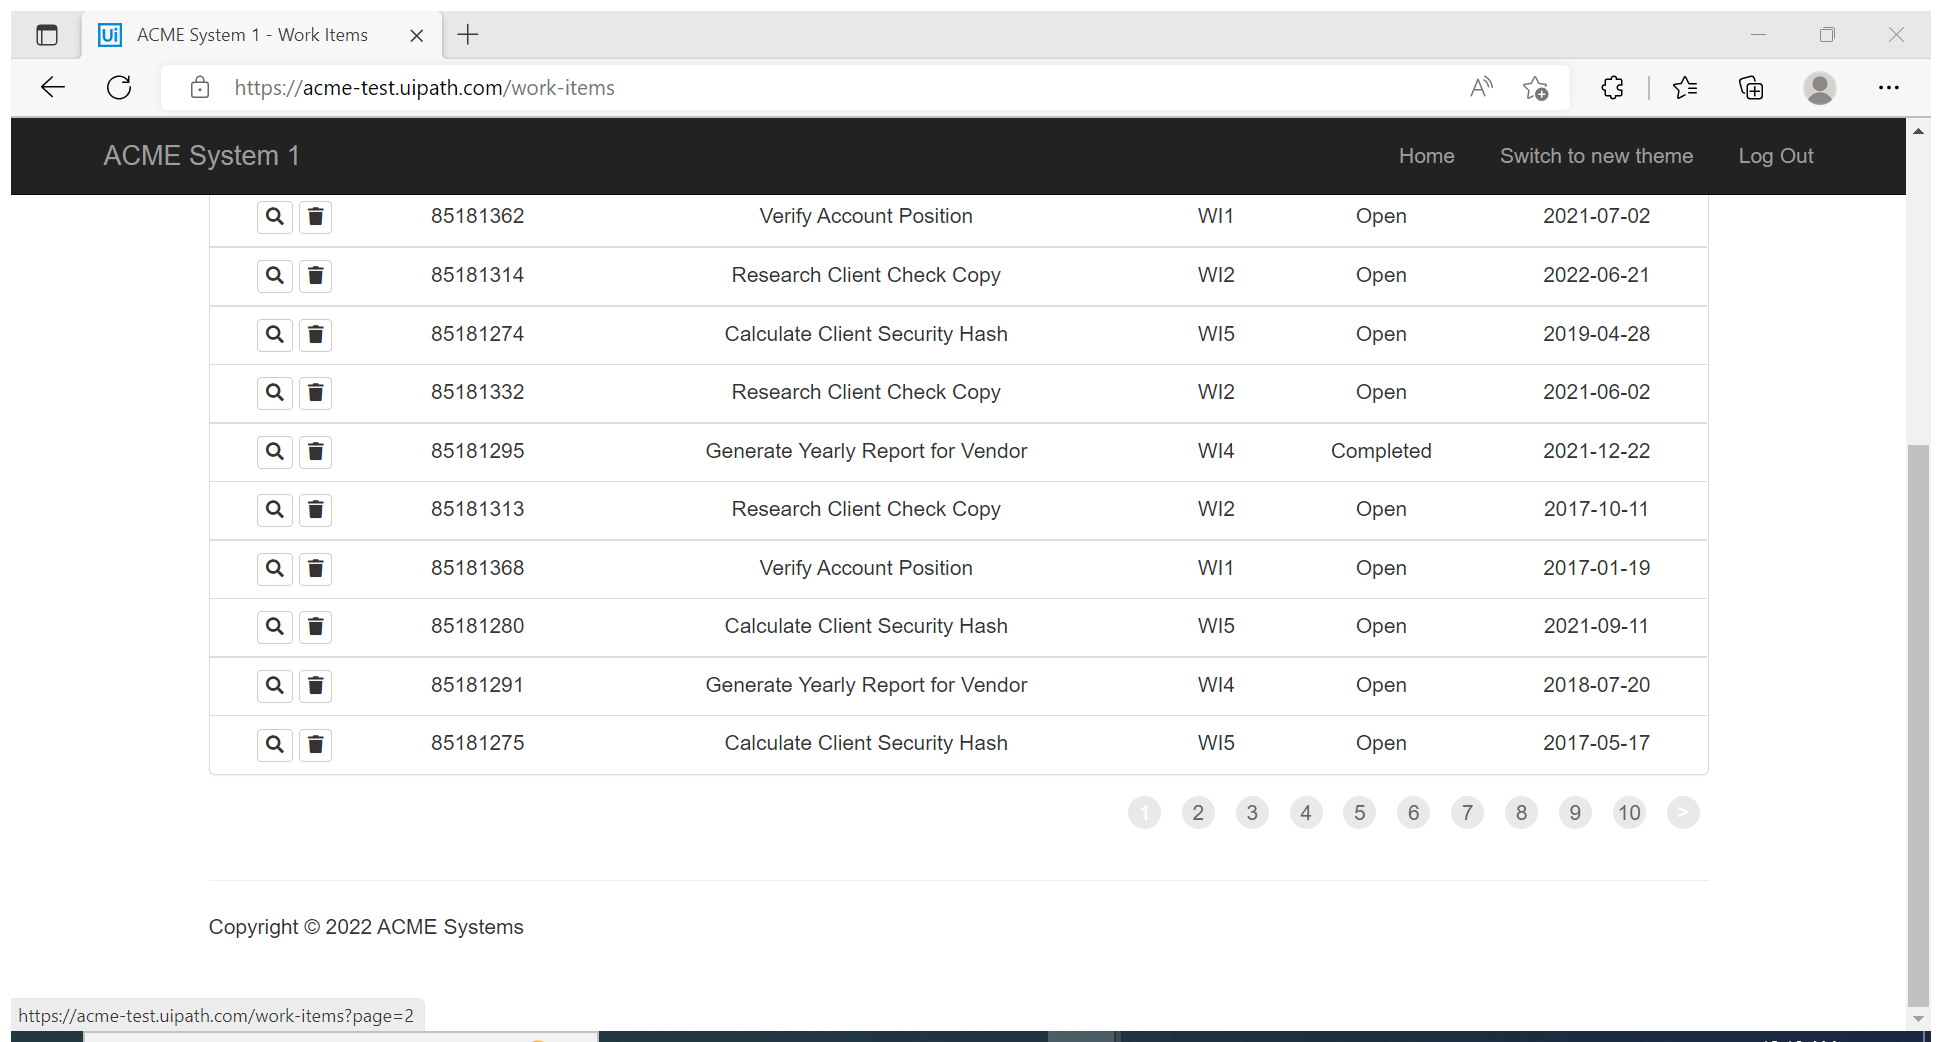 Ui ACME System 1 - Work Items
https://acme-test.uipath.com/work-items
ACME System 1 Home Switch to new theme Log Out
85181362 Verify Account Position WI1 Open 2021-07-02
85181314 Research Client Check Copy WI2 Open 2022-06-21
85181274 Calculate Client Security Hash WI5 Open 2019-04-28
85181332 Research Client Check Copy WI2 Open 2021-06-02
85181295 Generate Yearly Report for Vendor WI4 Completed 2021-12-22
85181313 Research Client Check Copy WI2 Open 2017-10-11
85181368 Verify Account Position WI1 Open 2017-01-19
85181280 Calculate Client Security Hash WI5 Open 2021-09-11
85181291 Generate Yearly Report for Vendor WI4 Open 2018-07-20
85181275 Calculate Client Security Hash WI5 Open 2017-05-17
1 2 3 4 5 6 7 8 9 10 >
Copyright © 2022 ACME Systems
https://acme-test.uipath.com/work-items?page=2